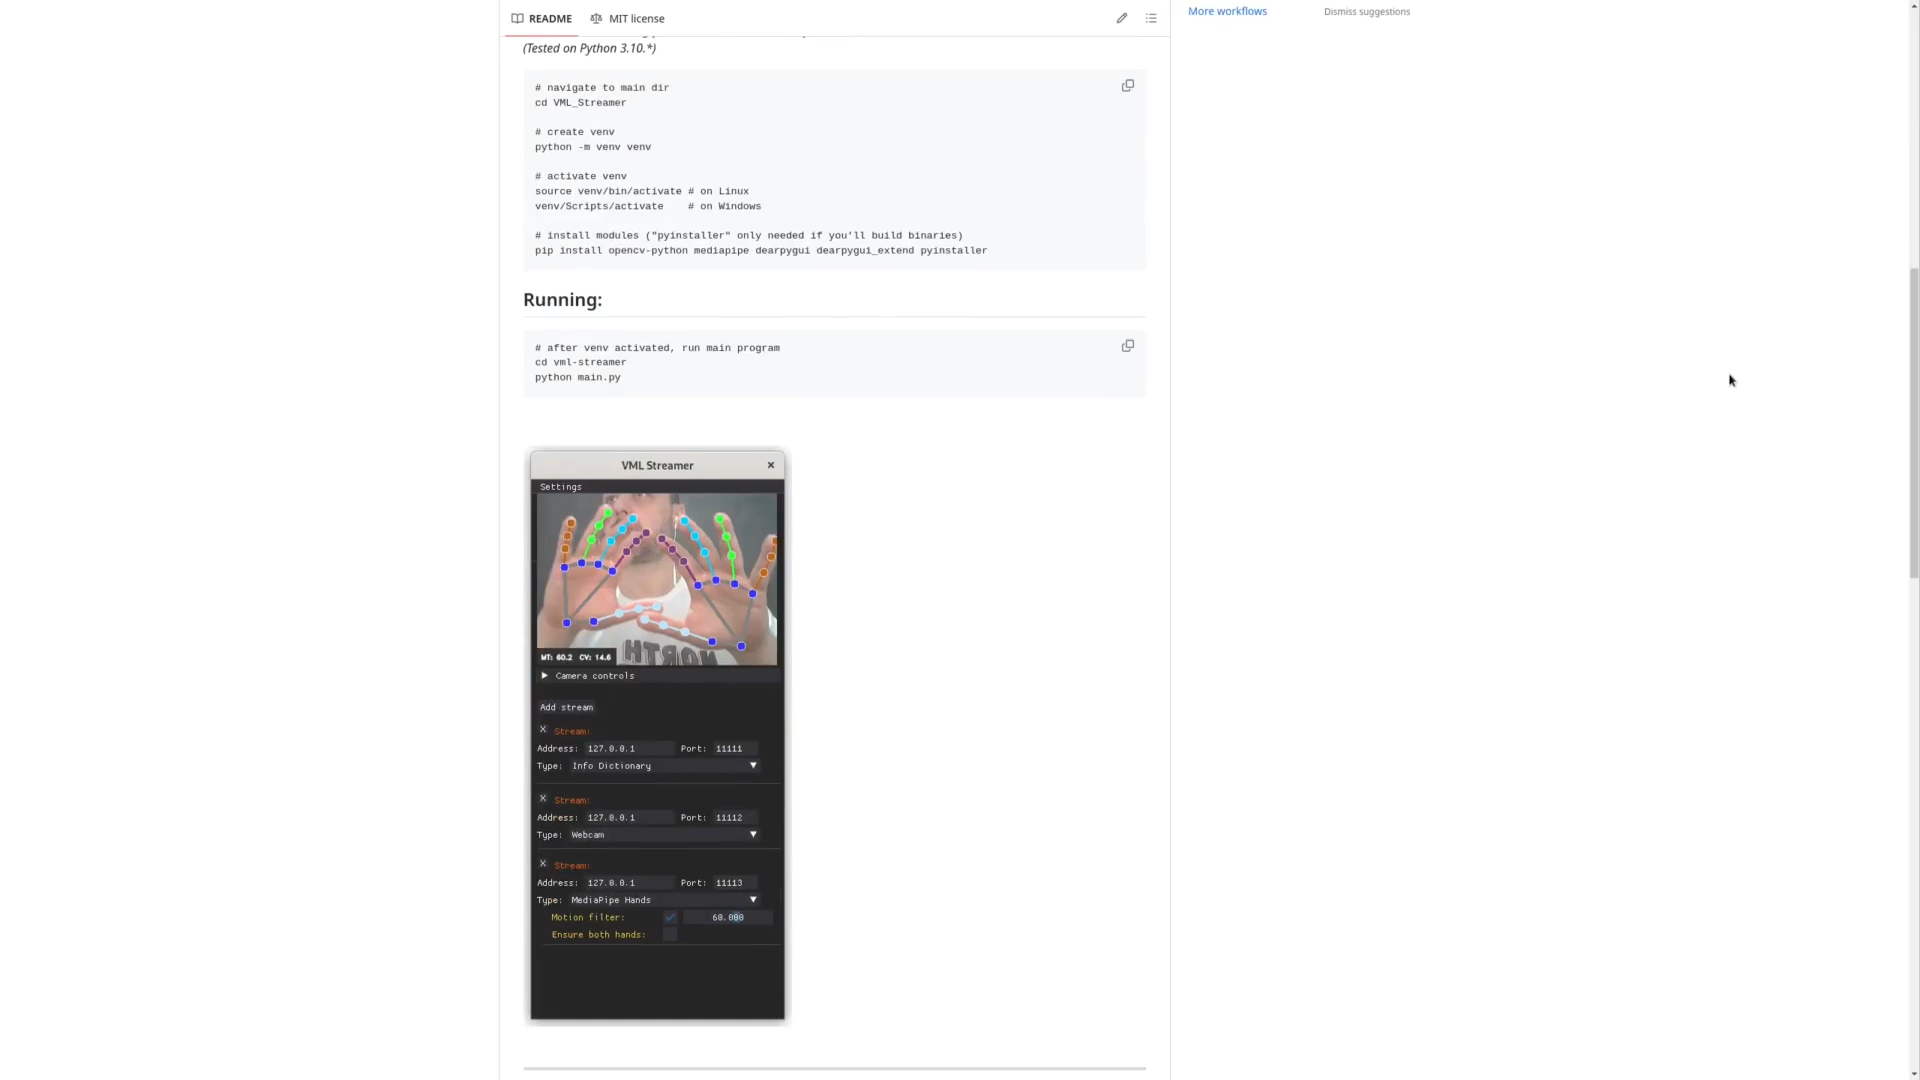 README
MIT license
More workflows
Dismiss suggestions
(Tested on Python 3.10.*)
# navigate to main dir
cd VML_Streamer
# create venv
python -m venv venv
# activate venv
source venv/bin/activate # on Linux
venv/Scripts/activate    # on Windows
# install modules ("pyinstaller" only needed if you'll build binaries)
pip install opencv-python mediapipe dearpygui dearpygui_extend pyinstaller
Running:
# after venv activated, run main program
cd vml-streamer
python main.py
VML Streamer
Settings
MT: 60.2 CV: 14.6
Camera controls
Add stream
X Stream:
Address: 127.0.0.1 Port: 11111
Type: Info Dictionary
X Stream:
Address: 127.0.0.1 Port: 11112
Type: Webcam
X Stream:
Address: 127.0.0.1 Port: 11113
Type: MediaPipe Hands
Motion filter: 60.000
Ensure both hands: